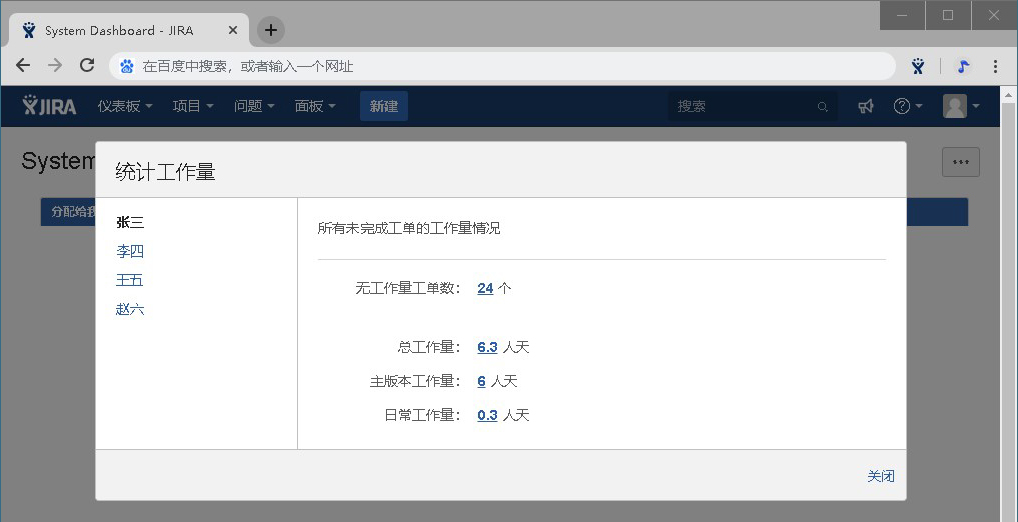 System Dashboard - JIRA
在百度中搜索，或者输入一个网址
JIRA 仪表板 项目 问题 面板 新建 搜索
System
统计工作量
分配给我
张三
李四
王五
赵六
所有未完成工单的工作量情况
无工作量工单数： 24 个
总工作量： 6.3 人天
主版本工作量： 6 人天
日常工作量： 0.3 人天
关闭